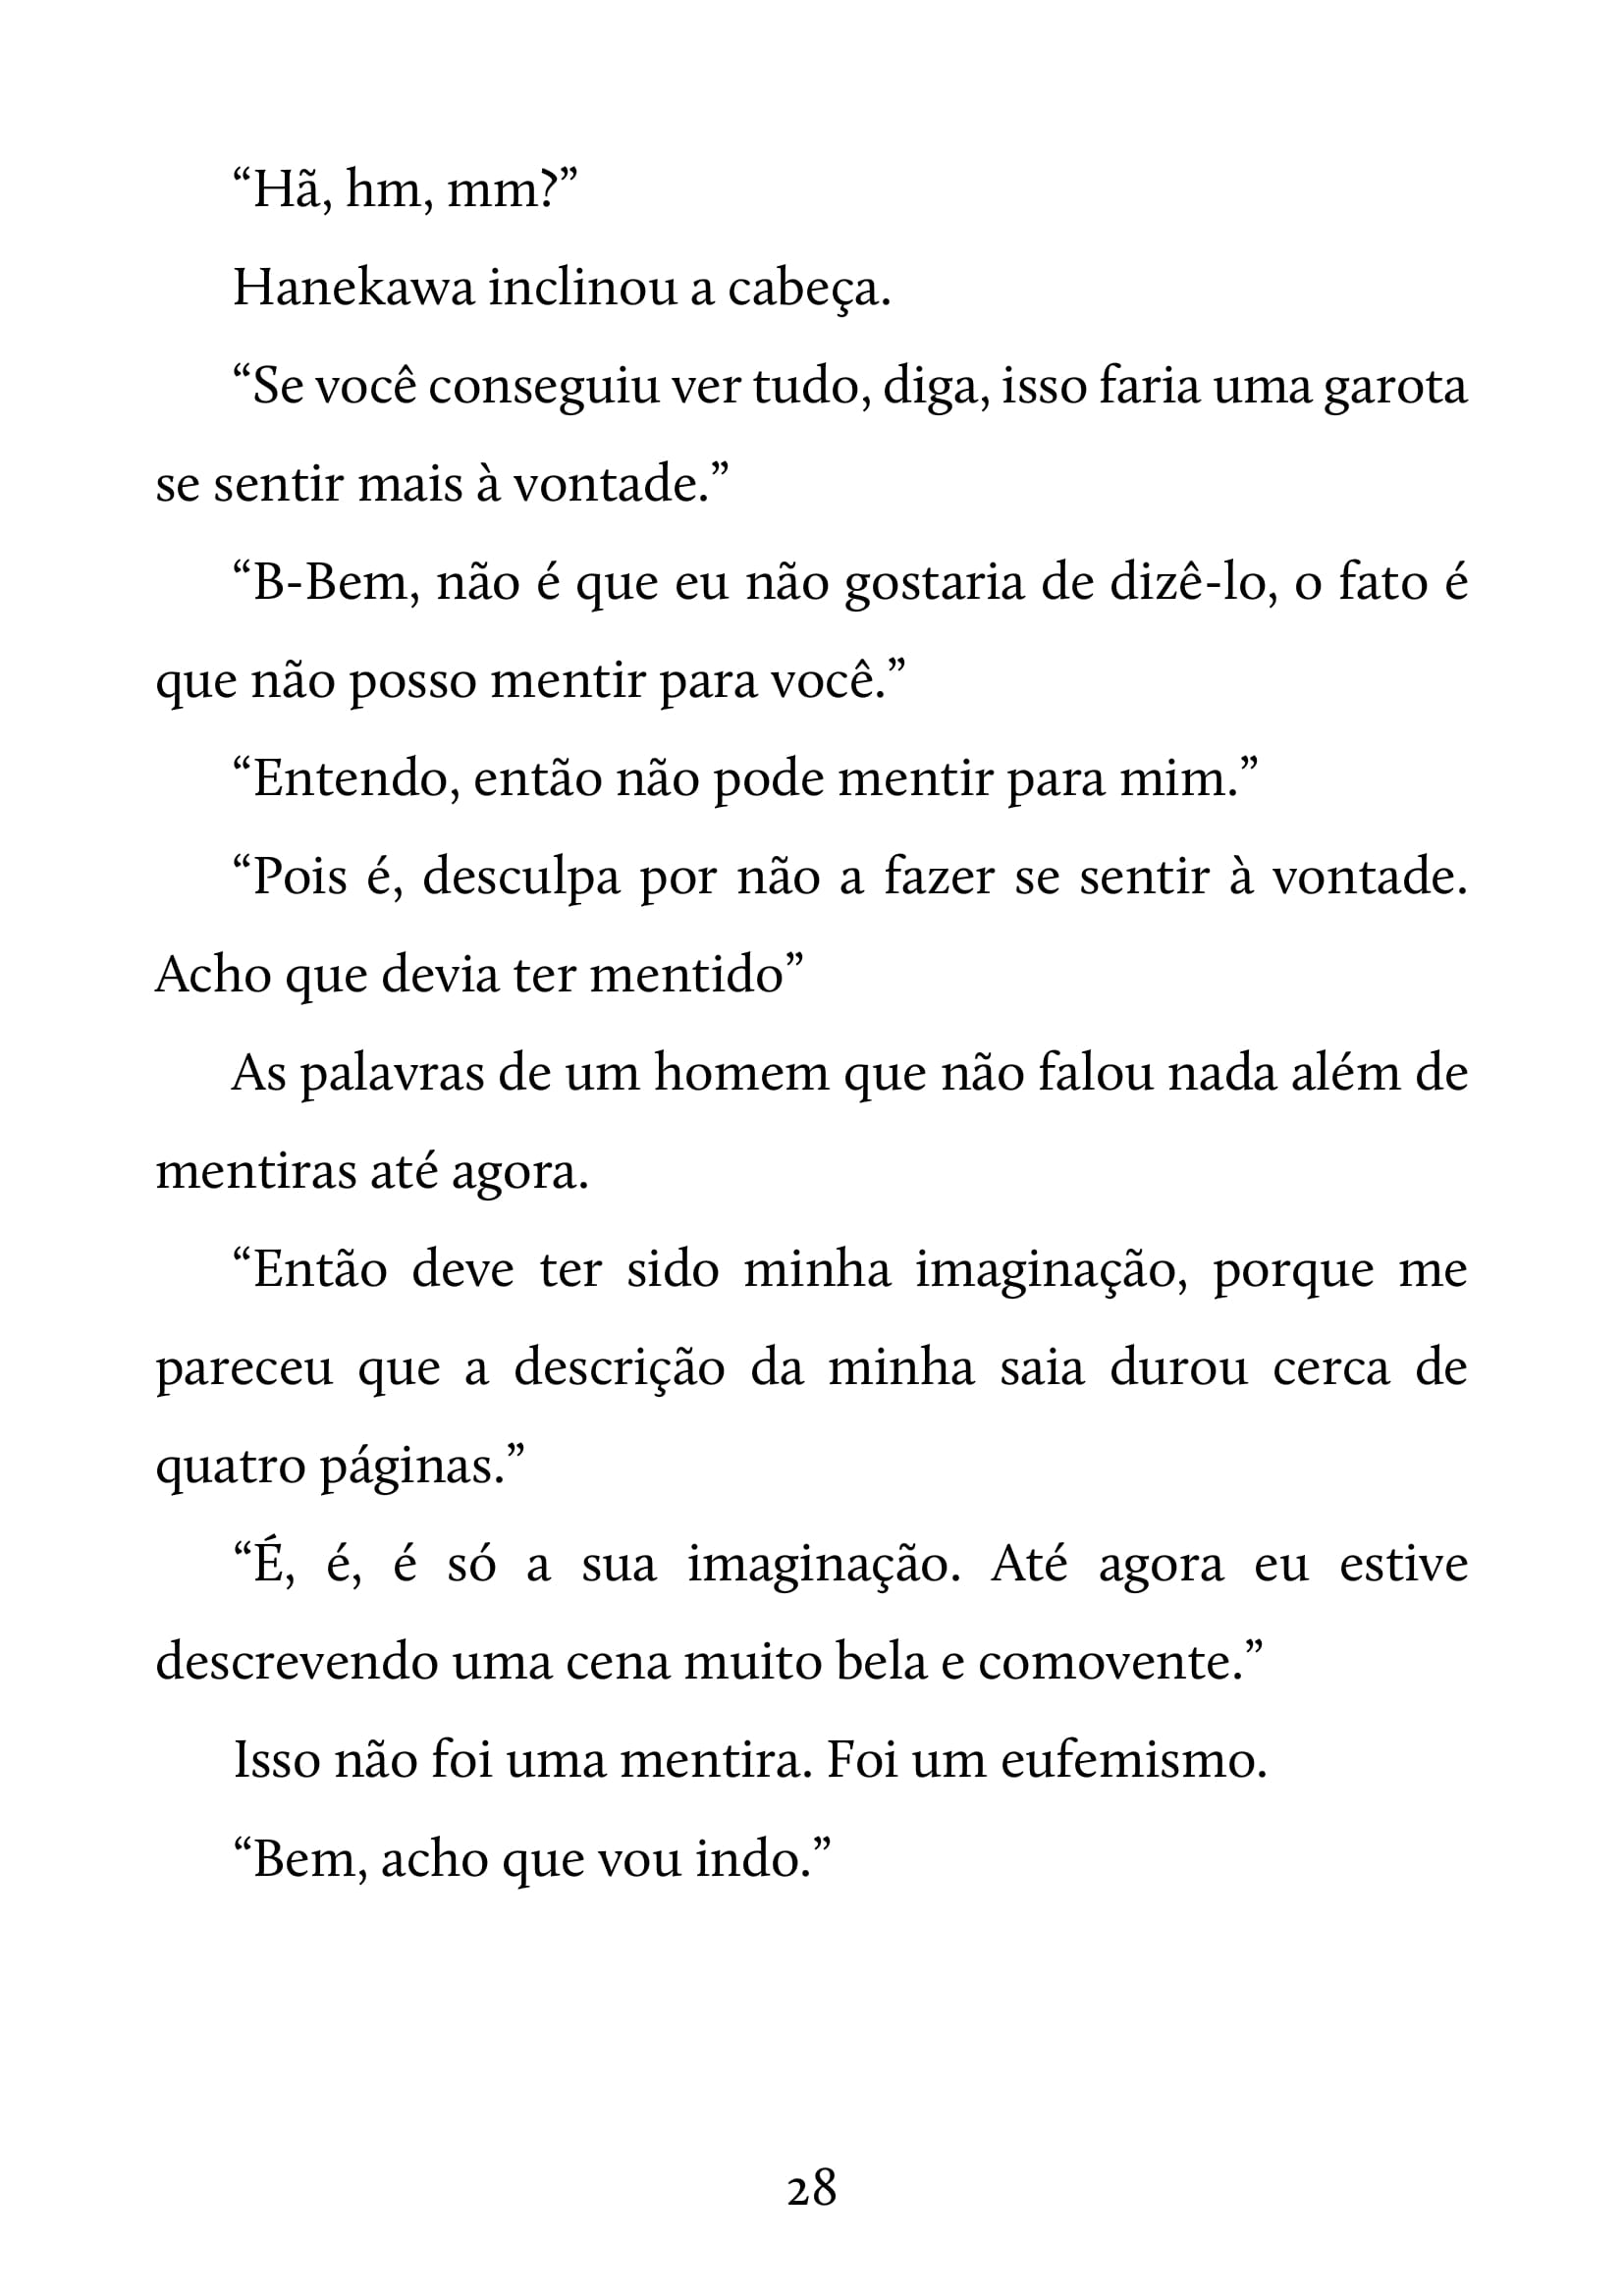 “Hã, hm, mm?”
Hanekawa inclinou a cabeça.
“Se você conseguiu ver tudo, diga, isso faria uma garota
se sentir mais à vontade.”
“B-Bem, não é que eu não gostaria de dizê-lo, o fato é
que não posso mentir para você.”
“Entendo, então não pode mentir para mim.”
“Pois é, desculpa por não a fazer se sentir à vontade.
Acho que devia ter mentido”
As palavras de um homem que não falou nada além de
mentiras até agora.
“Então deve ter sido minha imaginação, porque me
pareceu que a descrição da minha saia durou cerca de
quatro páginas.”
“É, é, é só a sua imaginação. Até agora eu estive
descrevendo uma cena muito bela e comovente.”
Isso não foi uma mentira. Foi um eufemismo.
“Bem, acho que vou indo.”
28